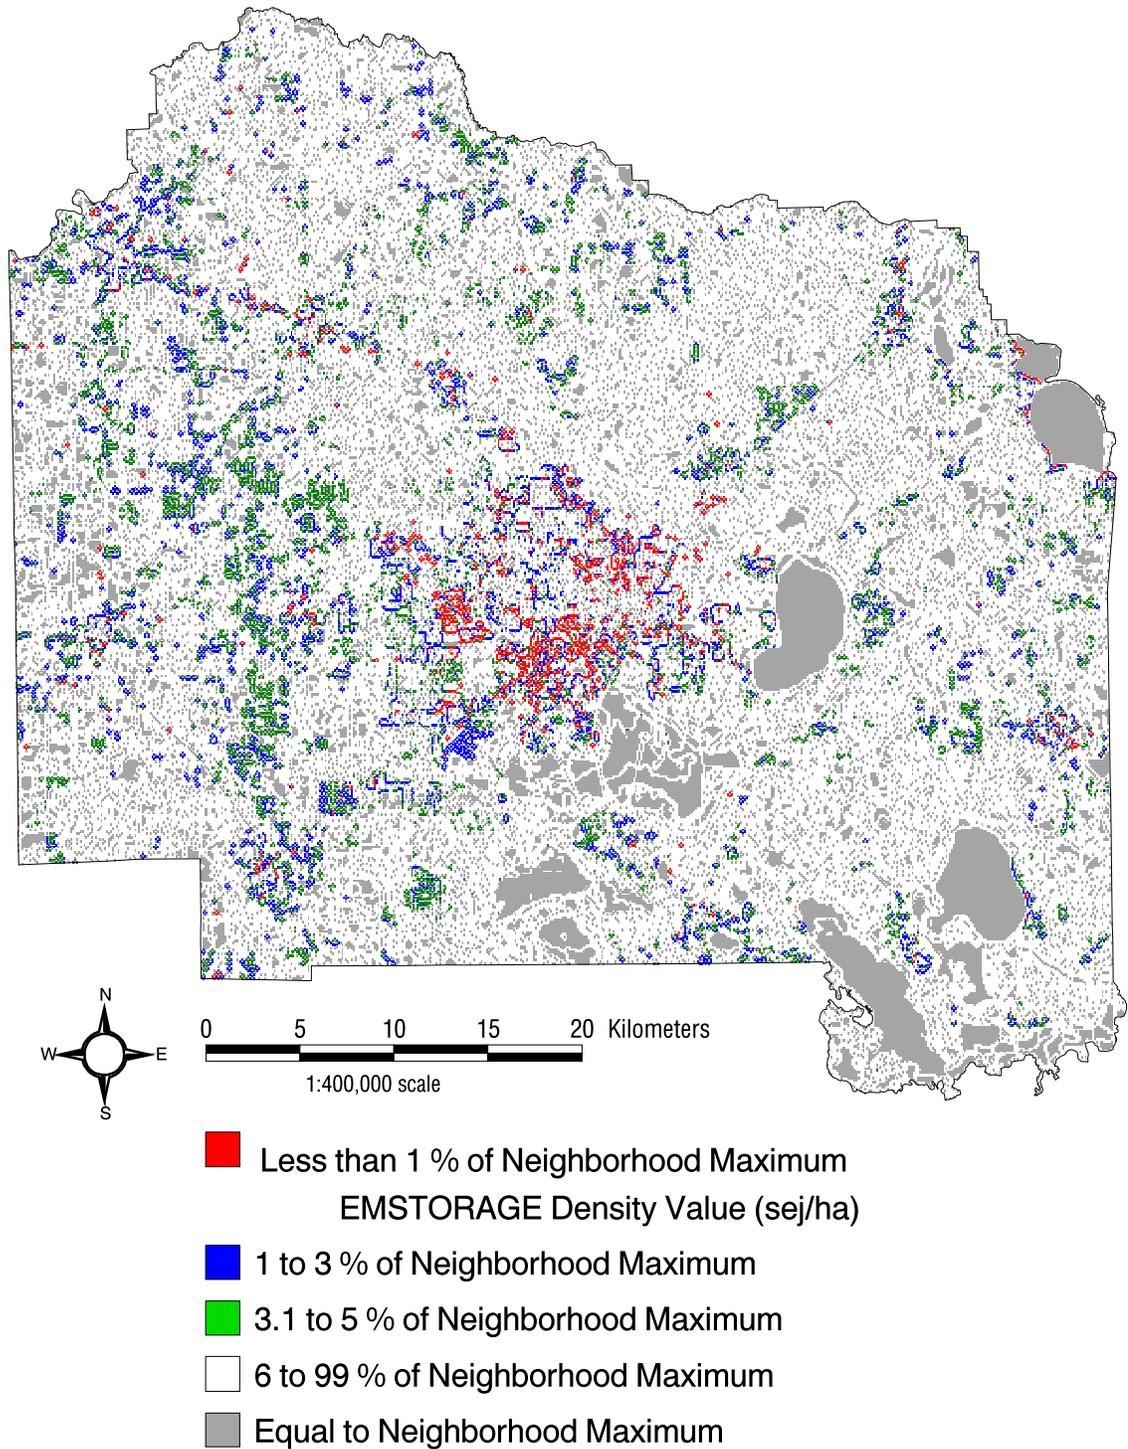 N
W E
S
0 5 10 15 20 Kilometers
1:400,000 scale
Less than 1 % of Neighborhood Maximum
EMSTORAGE Density Value (sej/ha)
1 to 3 % of Neighborhood Maximum
3.1 to 5 % of Neighborhood Maximum
6 to 99 % of Neighborhood Maximum
Equal to Neighborhood Maximum